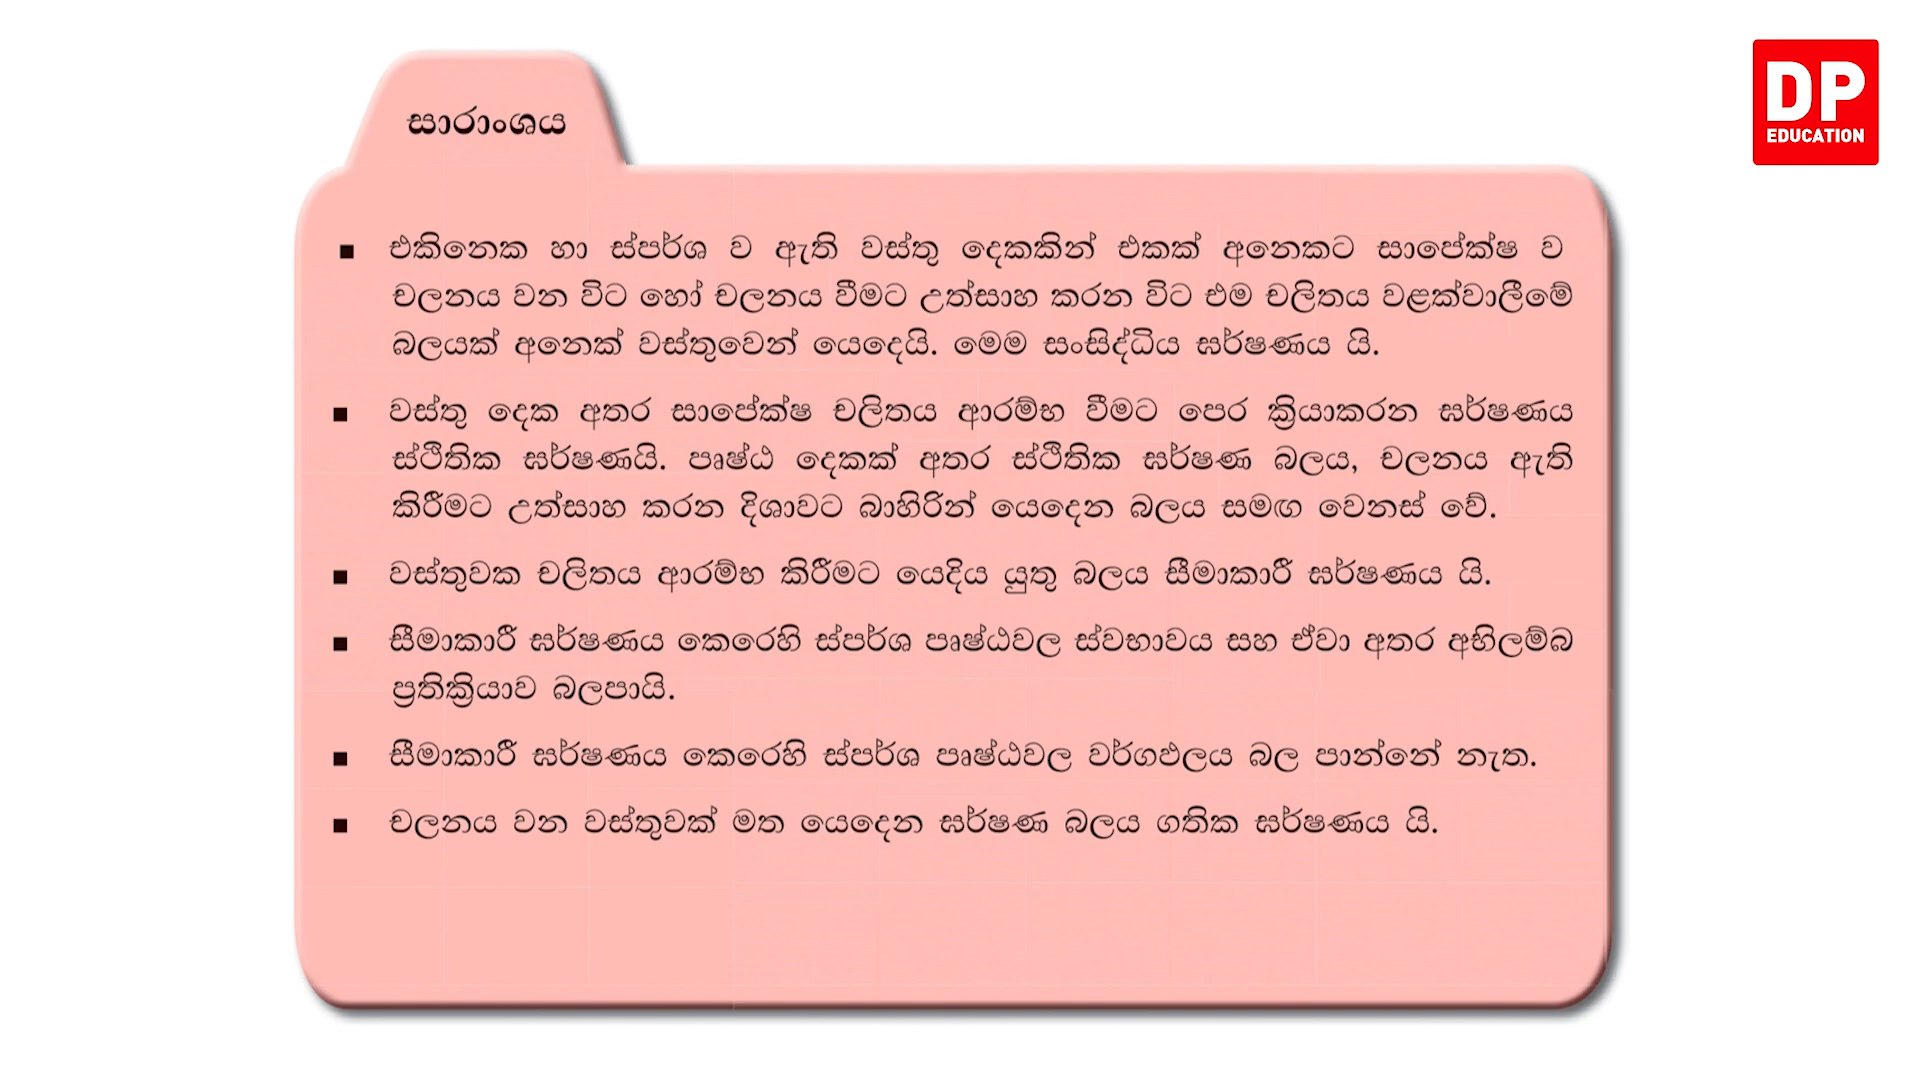 DP
EDUCATION
සාරාංශය
▪ එකිනෙක හා ස්පර්ශ ව ඇති වස්තු දෙකකින් එකක් අනෙකට සාපේක්ෂ ව
චලනය වන විට හෝ චලනය වීමට උත්සාහ කරන විට එම චලිතය වළක්වාලීමේ
බලයක් අනෙක් වස්තුවෙන් යෙදෙයි. මෙම සංසිද්ධිය ඝර්ෂණය යි.
▪ වස්තු දෙක අතර සාපේක්ෂ චලිතය ආරම්භ වීමට පෙර ක්‍රියාකරන ඝර්ෂණය
ස්ථිතික ඝර්ෂණයි. පෘෂ්ඨ දෙකක් අතර ස්ථිතික ඝර්ෂණ බලය, චලනය ඇති
කිරීමට උත්සාහ කරන දිශාවට බාහිරින් යෙදෙන බලය සමඟ වෙනස් වේ.
▪ වස්තුවක චලිතය ආරම්භ කිරීමට යෙදිය යුතු බලය සීමාකාරී ඝර්ෂණය යි.
▪ සීමාකාරී ඝර්ෂණය කෙරෙහි ස්පර්ශ පෘෂ්ඨවල ස්වභාවය සහ ඒවා අතර අභිලම්බ
ප්‍රතික්‍රියාව බලපායි.
▪ සීමාකාරී ඝර්ෂණය කෙරෙහි ස්පර්ශ පෘෂ්ඨවල වර්ගඵලය බල පාන්නේ නැත.
▪ චලනය වන වස්තුවක් මත යෙදෙන ඝර්ෂණ බලය ගතික ඝර්ෂණය යි.